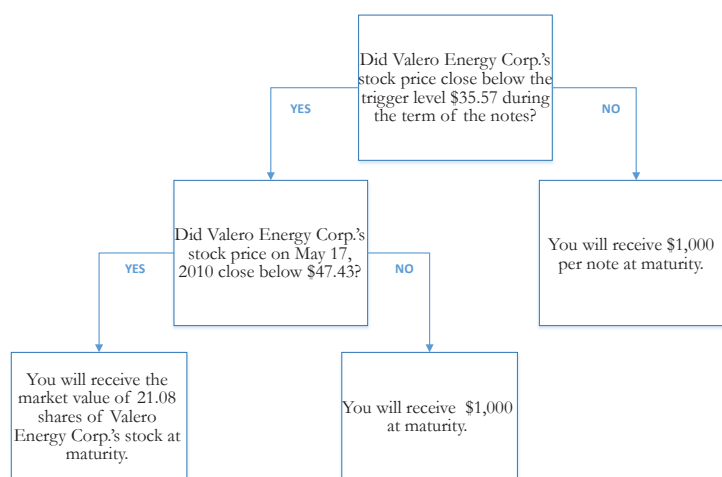 Did Valero Energy Corp.'s
stock price close below the
trigger level $35.57 during
the term of the notes?
YES
NO
Did Valero Energy Corp.'s
stock price on May 17,
2010 close below $47.43?
You will receive $1,000
per note at maturity.
YES
NO
You will receive the
market value of 21.08
shares of Valero
Energy Corp.'s stock at
maturity.
You will receive $1,000
at maturity.